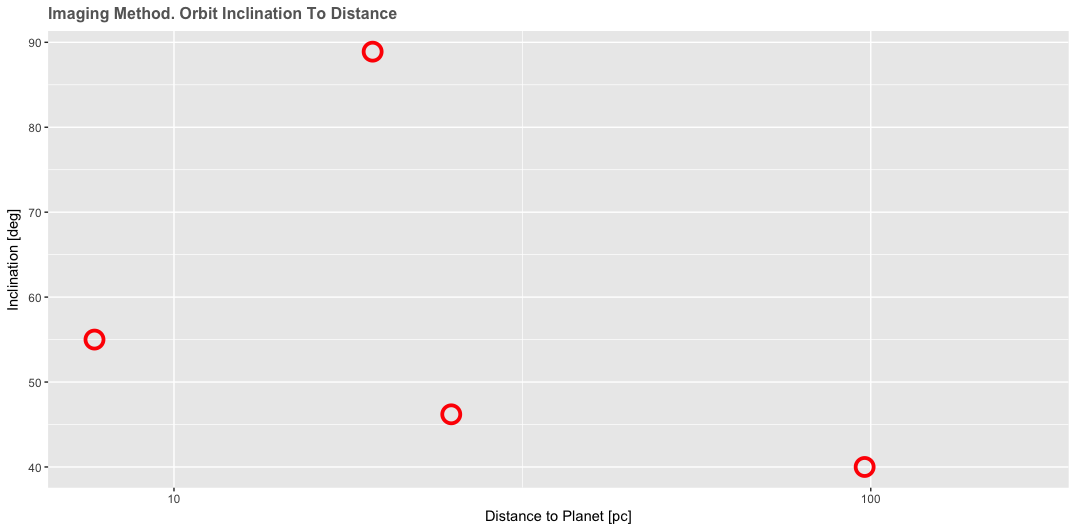 Imaging Method. Orbit Inclination To Distance
90
80
70
60
50
40
Inclination [deg]
10
100
Distance to Planet [pc]